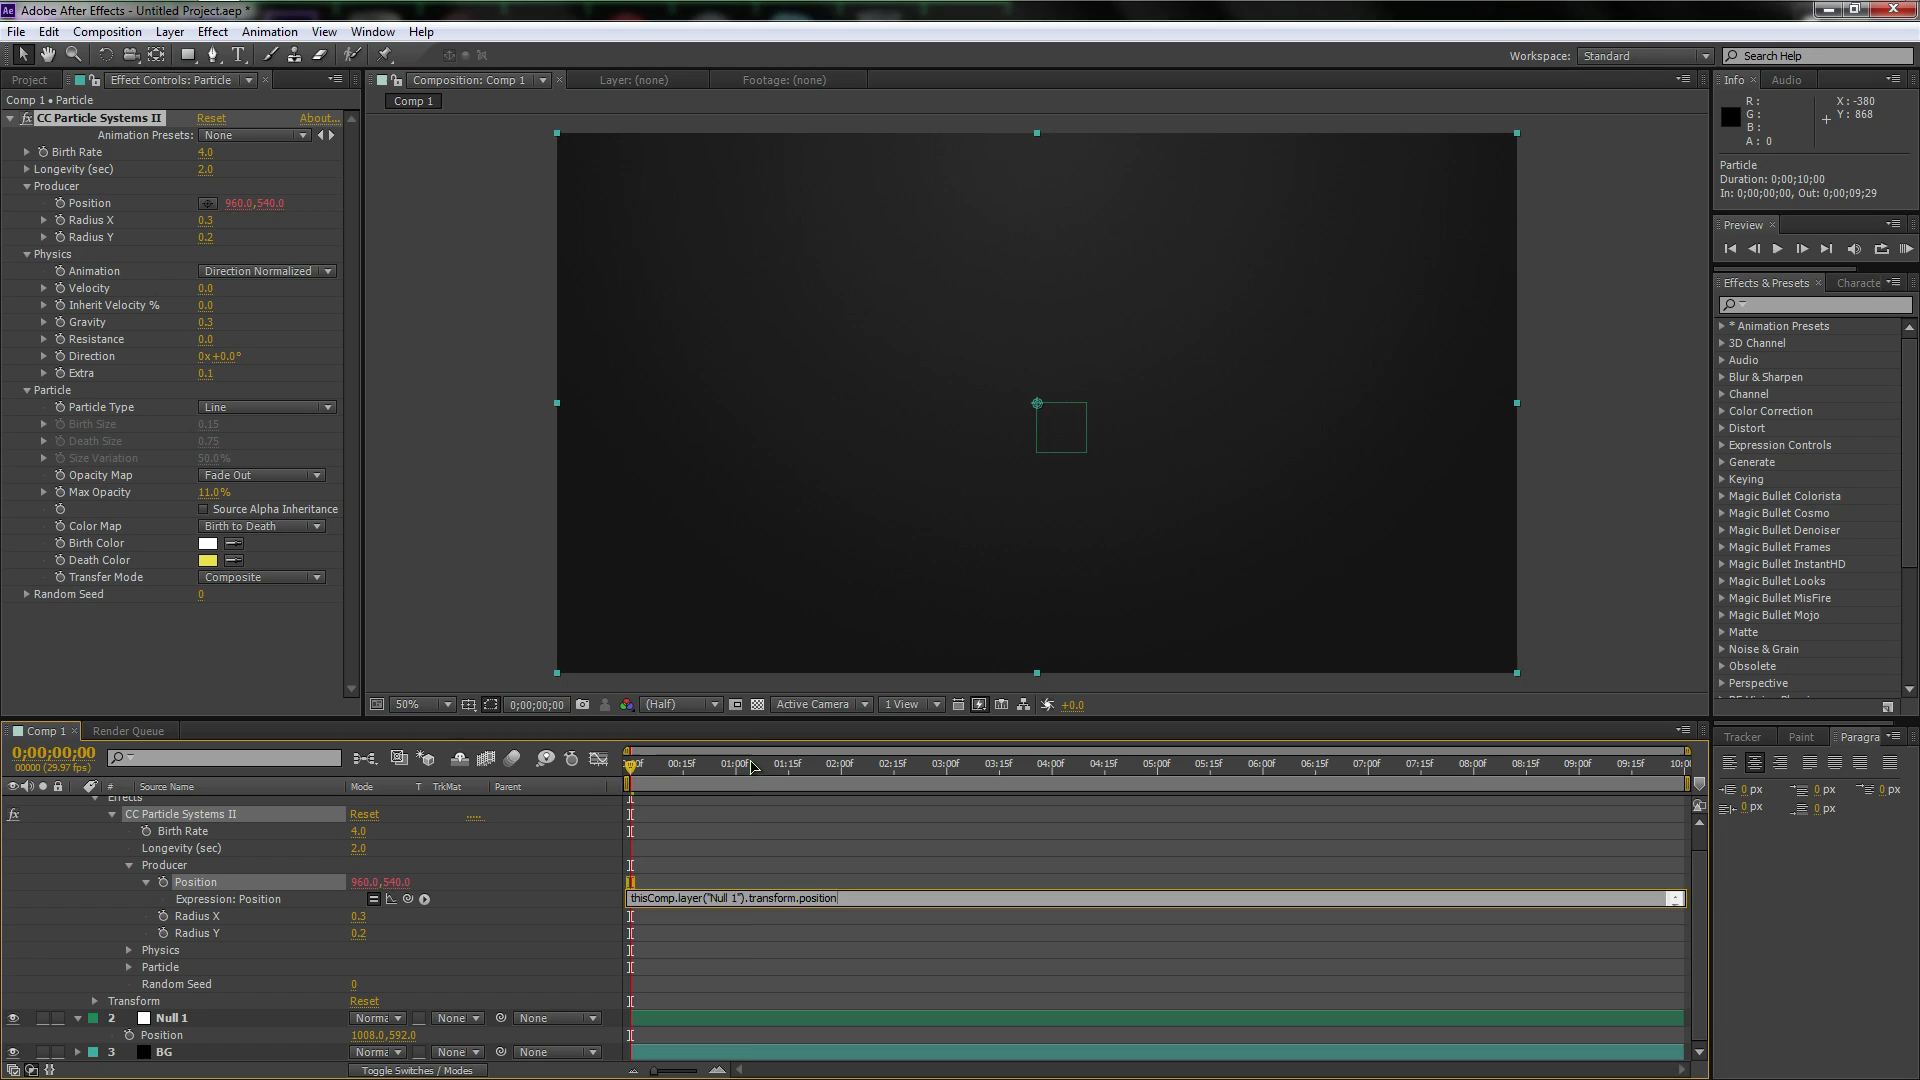 Adobe After Effects - Untitled Project.aep *
File Edit Composition Layer Effect Animation View Window Help
Workspace: Standard Search Help
Project Effect Controls: Particle
Comp 1 • Particle
fx CC Particle Systems II Reset About...
Animation Presets: None
Birth Rate 4.0
Longevity (sec) 2.0
Producer
Position 960.0,540.0
Radius X 0.3
Radius Y 0.2
Physics
Animation Direction Normalized
Velocity 0.0
Inherit Velocity % 0.0
Gravity 0.3
Resistance 0.0
Direction 0x+0.0°
Extra 0.1
Particle
Particle Type Line
Birth Size 0.15
Death Size 0.75
Size Variation 50.0%
Opacity Map Fade Out
Max Opacity 11.0%
Source Alpha Inheritance
Color Map Birth to Death
Birth Color
Death Color
Transfer Mode Composite
Random Seed 0
Composition: Comp 1 Layer: (none) Footage: (none)
Comp 1
50% 0;00;00;00 (Half) Active Camera 1 View +0.0
Info Audio
R : X : -380
G : Y : 868
B :
A : 0
Particle
Duration: 0;00;10;00
In: 0;00;00;00, Out: 0;00;09;29
Preview
Effects & Presets Characte
* Animation Presets
3D Channel
Audio
Blur & Sharpen
Channel
Color Correction
Distort
Expression Controls
Generate
Keying
Magic Bullet Colorista
Magic Bullet Cosmo
Magic Bullet Denoiser
Magic Bullet Frames
Magic Bullet InstantHD
Magic Bullet Looks
Magic Bullet MisFire
Magic Bullet Mojo
Matte
Noise & Grain
Obsolete
Perspective
Tracker Paint Paragra
0 px 0 px 0 px
0 px 0 px
Comp 1 Render Queue
0;00;00;00
00000 (29.97 fps)
00:15f 01:00f 01:15f 02:00f 02:15f 03:00f 03:15f 04:00f 04:15f 05:00f 05:15f 06:00f 06:15f 07:00f 07:15f 08:00f 08:15f 09:00f 09:15f 10:0
# Source Name Mode T TrkMat Parent
Effects
fx CC Particle Systems II Reset .....
Birth Rate 4.0
Longevity (sec) 2.0
Producer
Position 960.0,540.0
Expression: Position thisComp.layer("Null 1").transform.position
Radius X 0.3
Radius Y 0.2
Physics
Particle
Random Seed 0
Transform Reset
2 Null 1 Norma None None
Position 1008.0,592.0
3 BG Norma None None
Toggle Switches / Modes